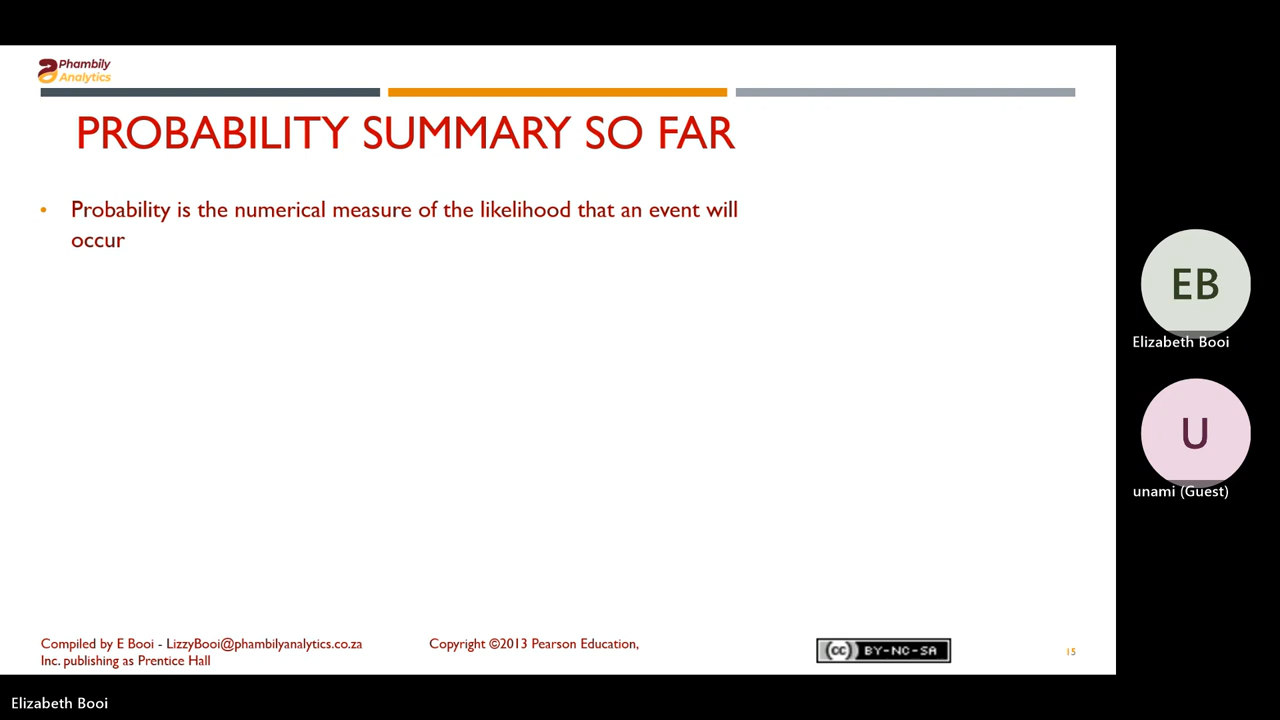 Phambily
Analytics
PROBABILITY SUMMARY SO FAR
• Probability is the numerical measure of the likelihood that an event will
occur
EB
Elizabeth Booi
U
unami (Guest)
Compiled by E Booi - LizzyBooi@phambilyanalytics.co.za Copyright ©2013 Pearson Education,
Inc. publishing as Prentice Hall
cc BY-NC-SA
15
Elizabeth Booi